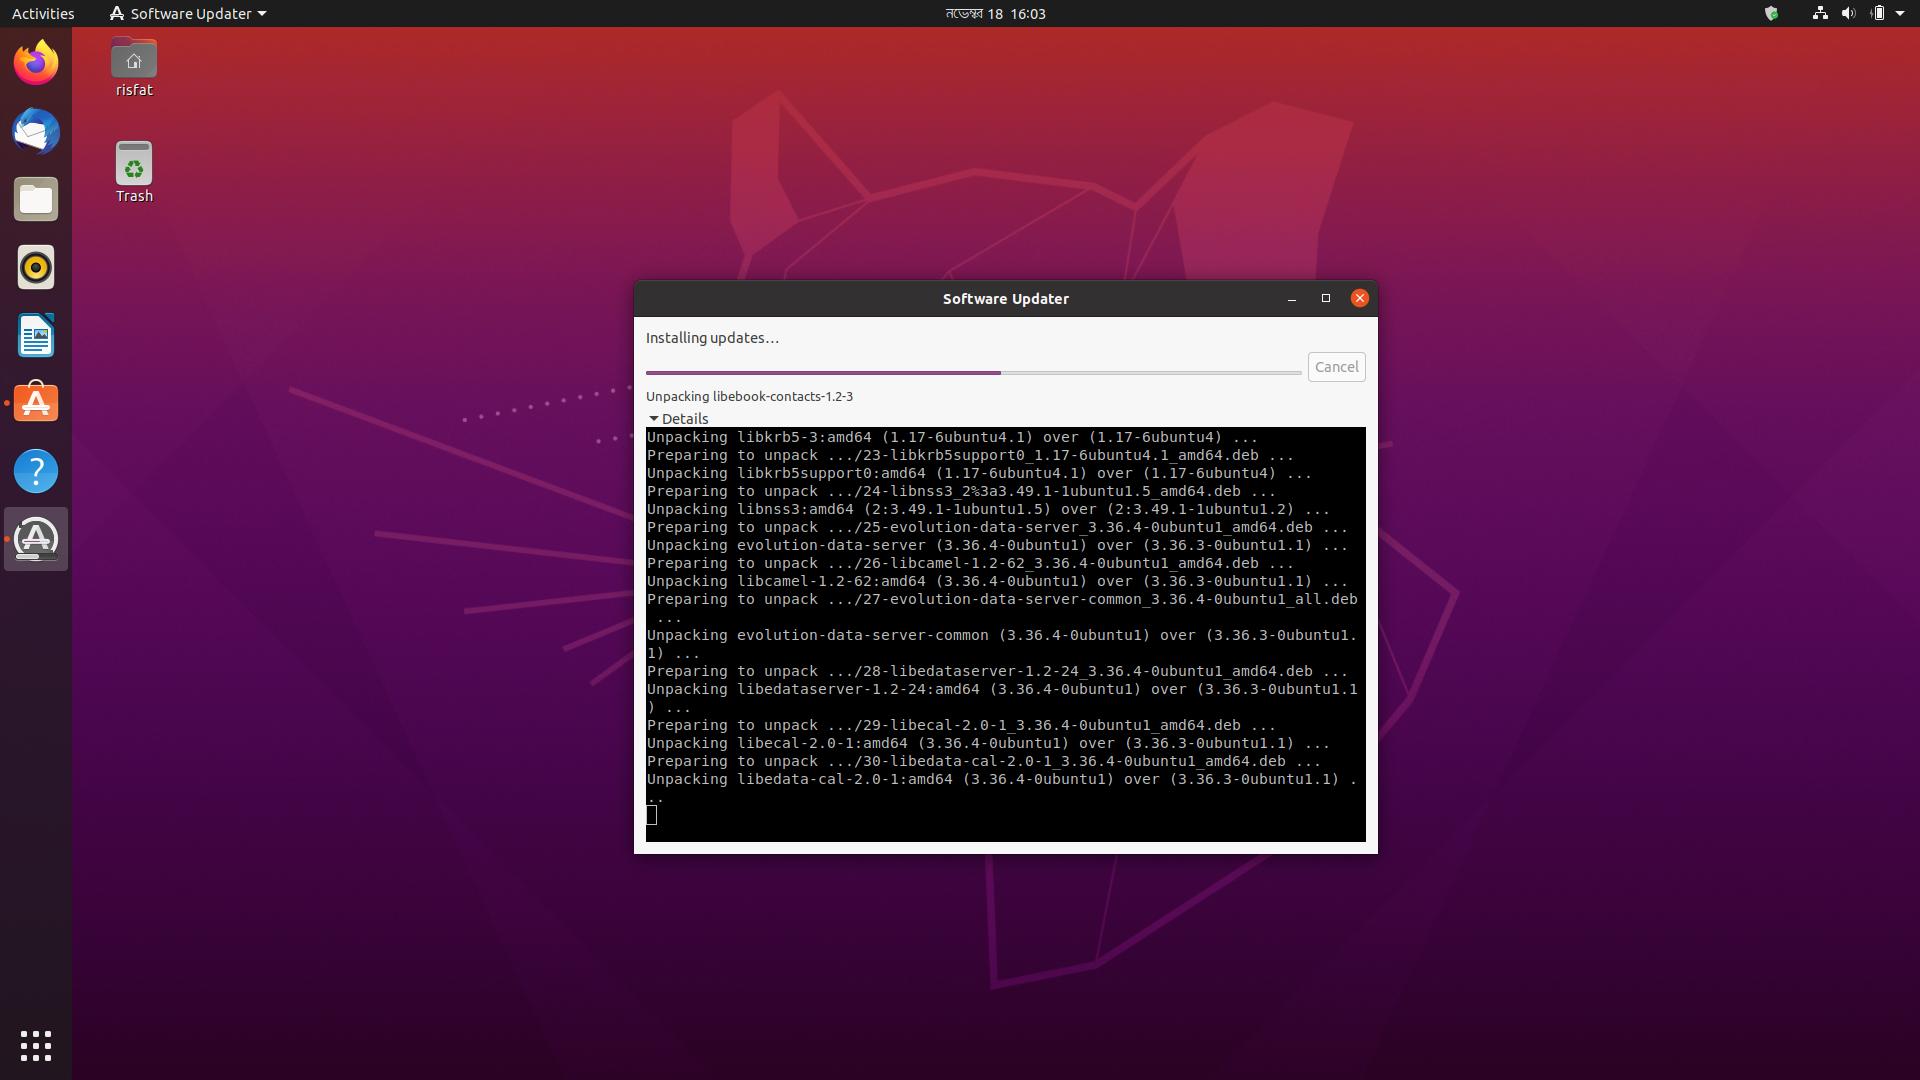 Activities
Software Updater
নভেম্বর 18 16:03
risfat
Trash
Software Updater
Installing updates…
Cancel
Unpacking libebook-contacts-1.2-3
Details
Unpacking libkrb5-3:amd64 (1.17-6ubuntu4.1) over (1.17-6ubuntu4) ...
Preparing to unpack .../23-libkrb5support0_1.17-6ubuntu4.1_amd64.deb ...
Unpacking libkrb5support0:amd64 (1.17-6ubuntu4.1) over (1.17-6ubuntu4) ...
Preparing to unpack .../24-libnss3_2%3a3.49.1-1ubuntu1.5_amd64.deb ...
Unpacking libnss3:amd64 (2:3.49.1-1ubuntu1.5) over (2:3.49.1-1ubuntu1.2) ...
Preparing to unpack .../25-evolution-data-server_3.36.4-0ubuntu1_amd64.deb ...
Unpacking evolution-data-server (3.36.4-0ubuntu1) over (3.36.3-0ubuntu1.1) ...
Preparing to unpack .../26-libcamel-1.2-62_3.36.4-0ubuntu1_amd64.deb ...
Unpacking libcamel-1.2-62:amd64 (3.36.4-0ubuntu1) over (3.36.3-0ubuntu1.1) ...
Preparing to unpack .../27-evolution-data-server-common_3.36.4-0ubuntu1_all.deb
...
Unpacking evolution-data-server-common (3.36.4-0ubuntu1) over (3.36.3-0ubuntu1.
1) ...
Preparing to unpack .../28-libedataserver-1.2-24_3.36.4-0ubuntu1_amd64.deb ...
Unpacking libedataserver-1.2-24:amd64 (3.36.4-0ubuntu1) over (3.36.3-0ubuntu1.1
) ...
Preparing to unpack .../29-libecal-2.0-1_3.36.4-0ubuntu1_amd64.deb ...
Unpacking libecal-2.0-1:amd64 (3.36.4-0ubuntu1) over (3.36.3-0ubuntu1.1) ...
Preparing to unpack .../30-libedata-cal-2.0-1_3.36.4-0ubuntu1_amd64.deb ...
Unpacking libedata-cal-2.0-1:amd64 (3.36.4-0ubuntu1) over (3.36.3-0ubuntu1.1) .
..